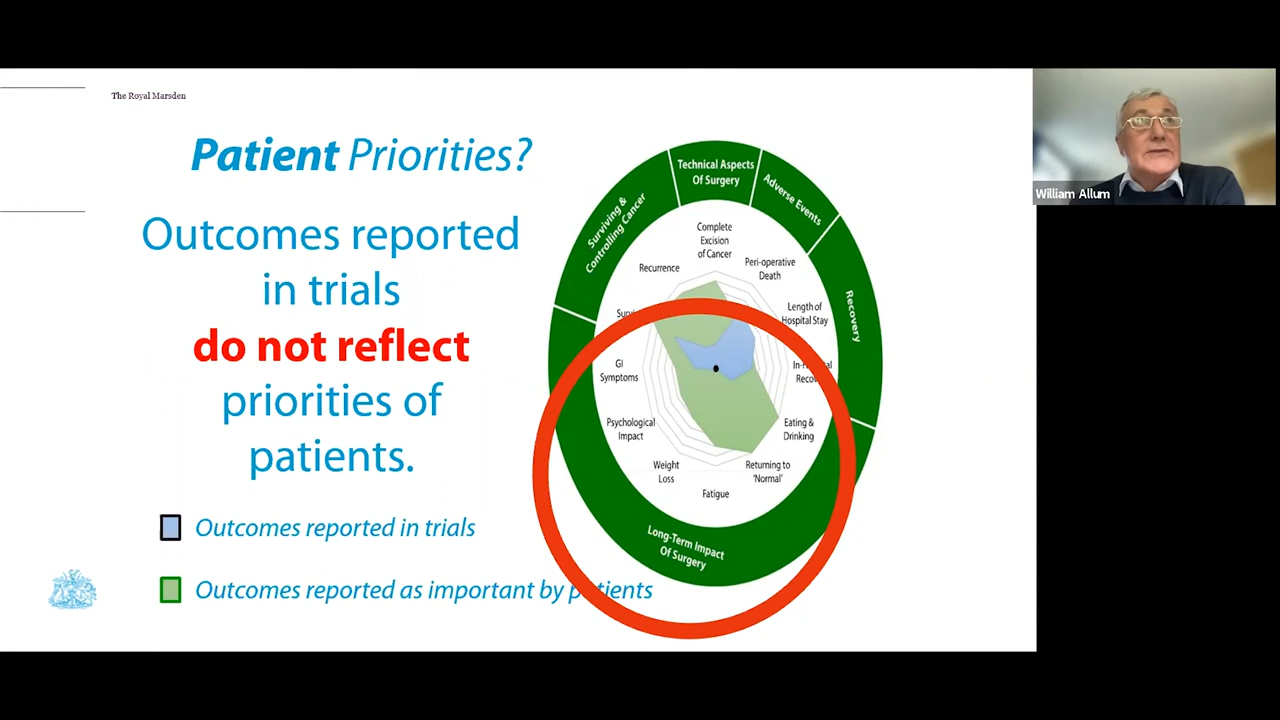 The Royal Marsden
Patient Priorities?
Outcomes reported
in trials
do not reflect
priorities of
patients.
Outcomes reported in trials
Outcomes reported as important by patients
Surviving &
Controlling Cancer
Technical Aspects
Of Surgery
Adverse Events
Recovery
Long-Term Impact
Of Surgery
Complete
Excision
of Cancer
Recurrence
Peri-operative
Death
Length of
Hospital Stay
GI
Symptoms
Eating &
Drinking
Psychological
Impact
Weight
Loss
Returning to
'Normal'
Fatigue
William Allum